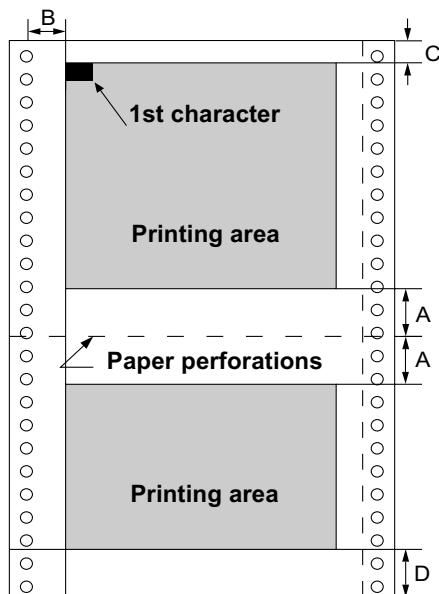 B
C
1st character
Printing area
A
Paper perforations
A
Printing area
D